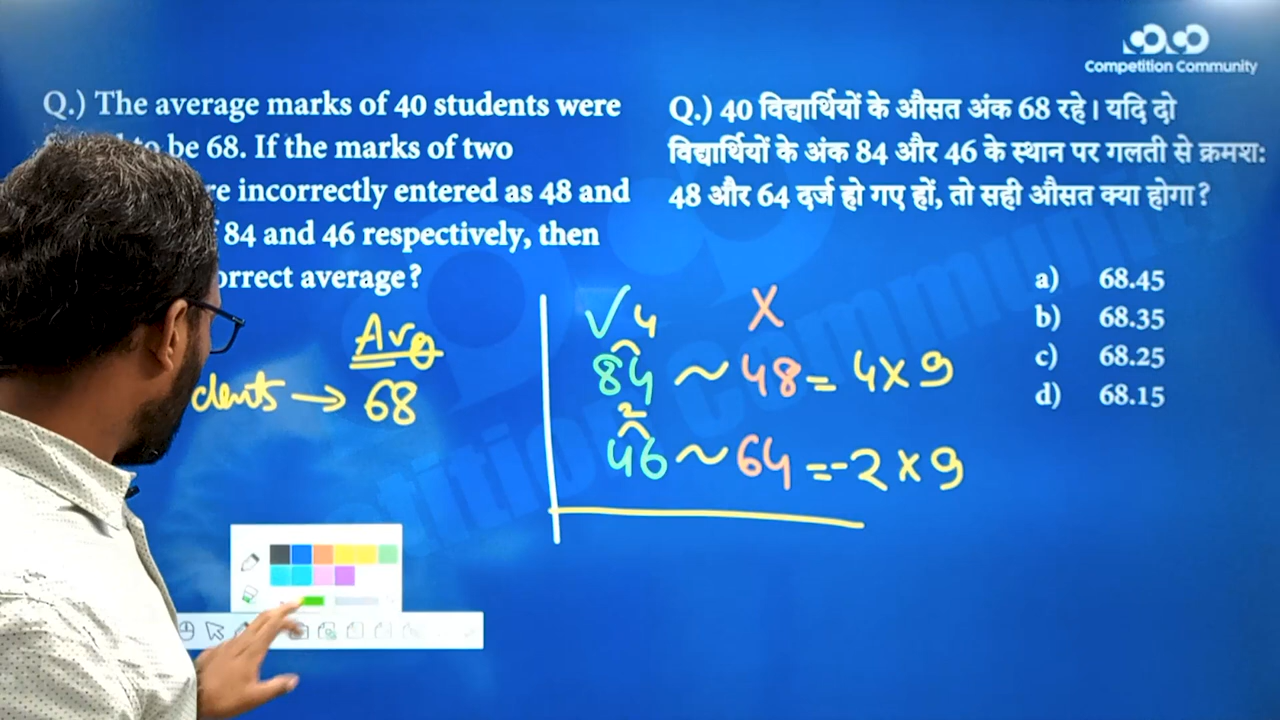 Competition Community
Q.) The average marks of 40 students were
to be 68. If the marks of two
re incorrectly entered as 48 and
84 and 46 respectively, then
orrect average?
Q.) 40 विद्यार्थियों के औसत अंक 68 रहे। यदि दो
विद्यार्थियों के अंक 84 और 46 के स्थान पर गलती से क्रमश:
48 और 64 दर्ज हो गए हों, तो सही औसत क्या होगा?
a) 68.45
b) 68.35
c) 68.25
d) 68.15
Avg
dents → 68
✓ 4 X
84 ~ 48 = 4 x 9
2
46 ~ 64 = -2 x 9